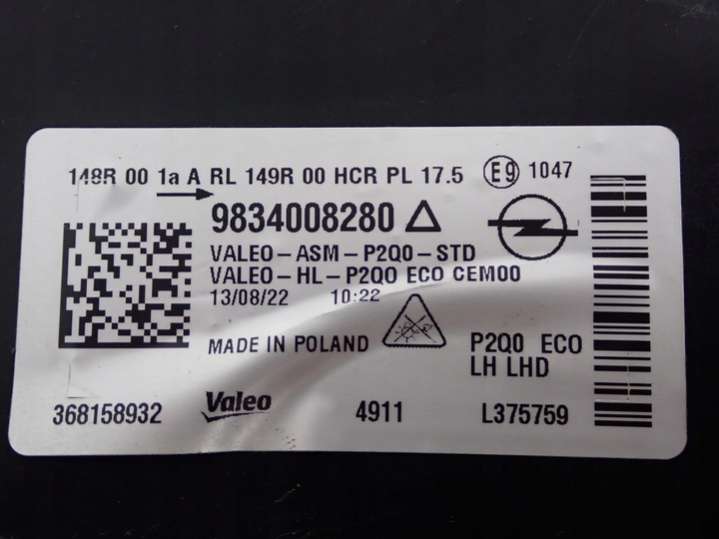 148R 00 1a A RL 149R 00 HCR PL 17.5 E9 1047
9834008280
VALEO-ASM-P2Q0-STD
VALEO-HL-P2Q0 ECO CEM00
13/08/22 10:22
MADE IN POLAND
P2Q0 ECO
LH LHD
368158932 Valeo 4911 L375759